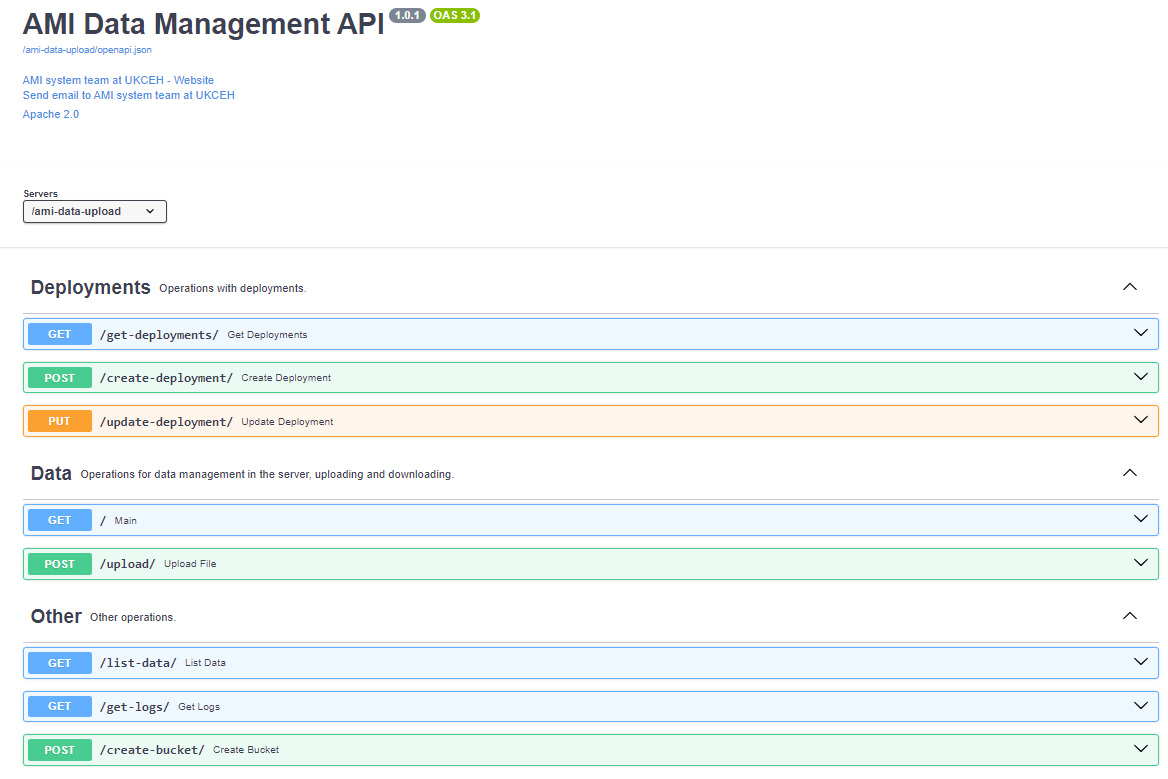 AMI Data Management API 1.0.1 OAS 3.1
/ami-data-upload/openapi.json
AMI system team at UKCEH - Website
Send email to AMI system team at UKCEH
Apache 2.0
Servers
/ami-data-upload
Deployments Operations with deployments.
GET /get-deployments/ Get Deployments
POST /create-deployment/ Create Deployment
PUT /update-deployment/ Update Deployment
Data Operations for data management in the server, uploading and downloading.
GET / Main
POST /upload/ Upload File
Other Other operations.
GET /list-data/ List Data
GET /get-logs/ Get Logs
POST /create-bucket/ Create Bucket